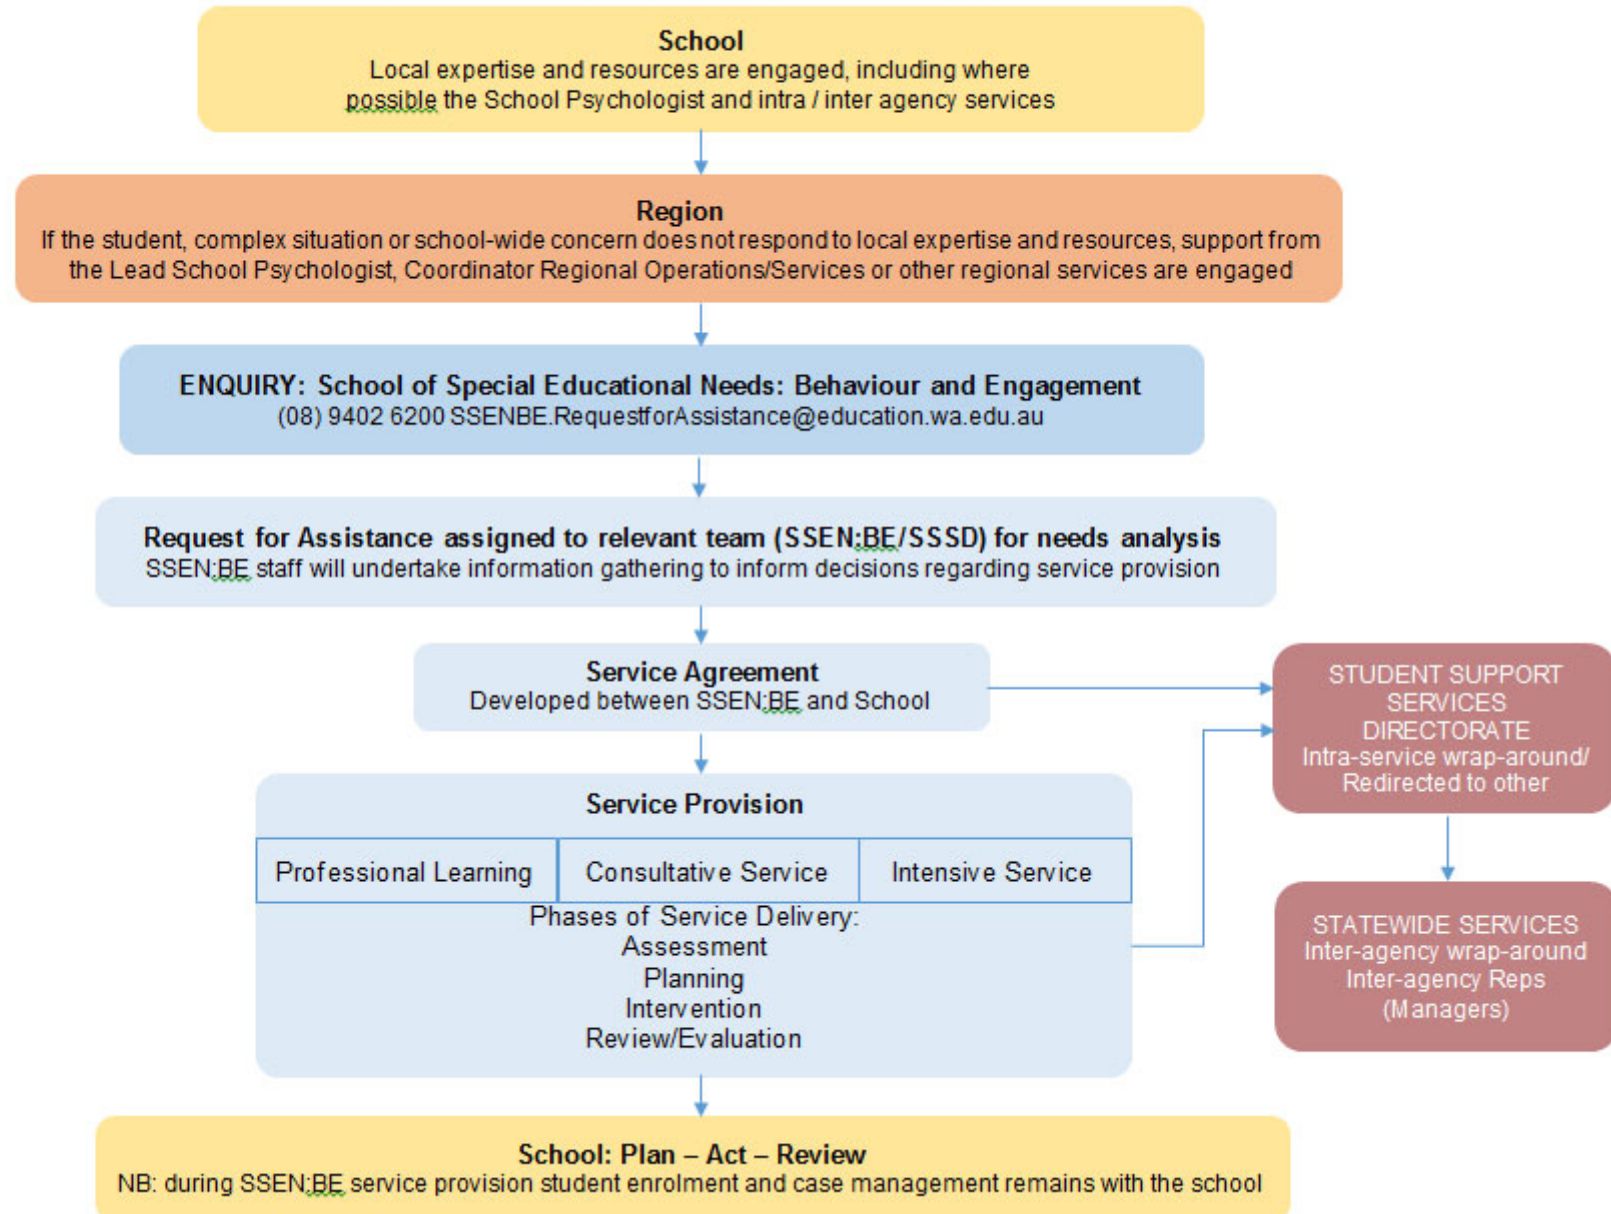 School
Local expertise and resources are engaged, including where
possible the School Psychologist and intra / inter agency services
Region
If the student, complex situation or school-wide concern does not respond to local expertise and resources, support from
the Lead School Psychologist, Coordinator Regional Operations/Services or other regional services are engaged
ENQUIRY: School of Special Educational Needs: Behaviour and Engagement
(08) 9402 6200 SSENBE.RequestforAssistance@education.wa.edu.au
Request for Assistance assigned to relevant team (SSEN:BE/SSSD) for needs analysis
SSEN:BE staff will undertake information gathering to inform decisions regarding service provision
Service Agreement
Developed between SSEN:BE and School
STUDENT SUPPORT
SERVICES
DIRECTORATE
Intra-service wrap-around/
Redirected to other
Service Provision
Professional Learning
Consultative Service
Intensive Service
Phases of Service Delivery:
Assessment
Planning
Intervention
Review/Evaluation
STATEWIDE SERVICES
Inter-agency wrap-around
Inter-agency Reps
(Managers)
School: Plan – Act – Review
NB: during SSEN:BE service provision student enrolment and case management remains with the school